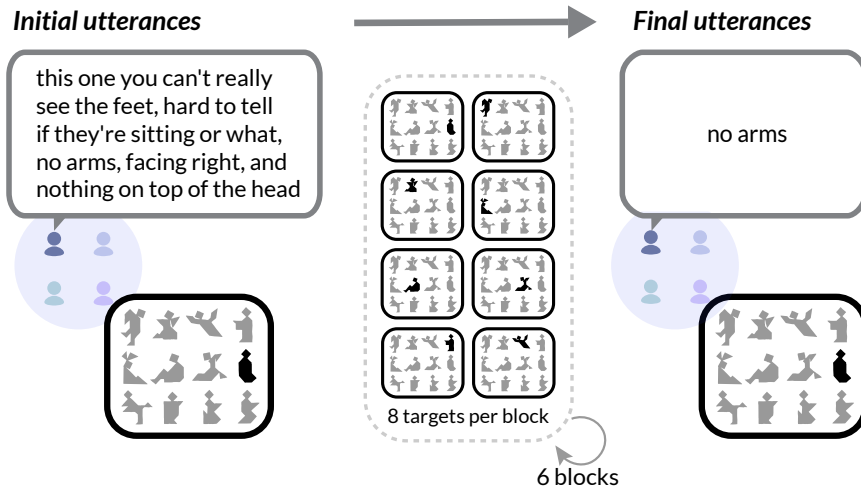 Initial utterances
Final utterances
this one you can't really
see the feet, hard to tell
if they're sitting or what,
no arms, facing right, and
nothing on top of the head
no arms
8 targets per block
6 blocks